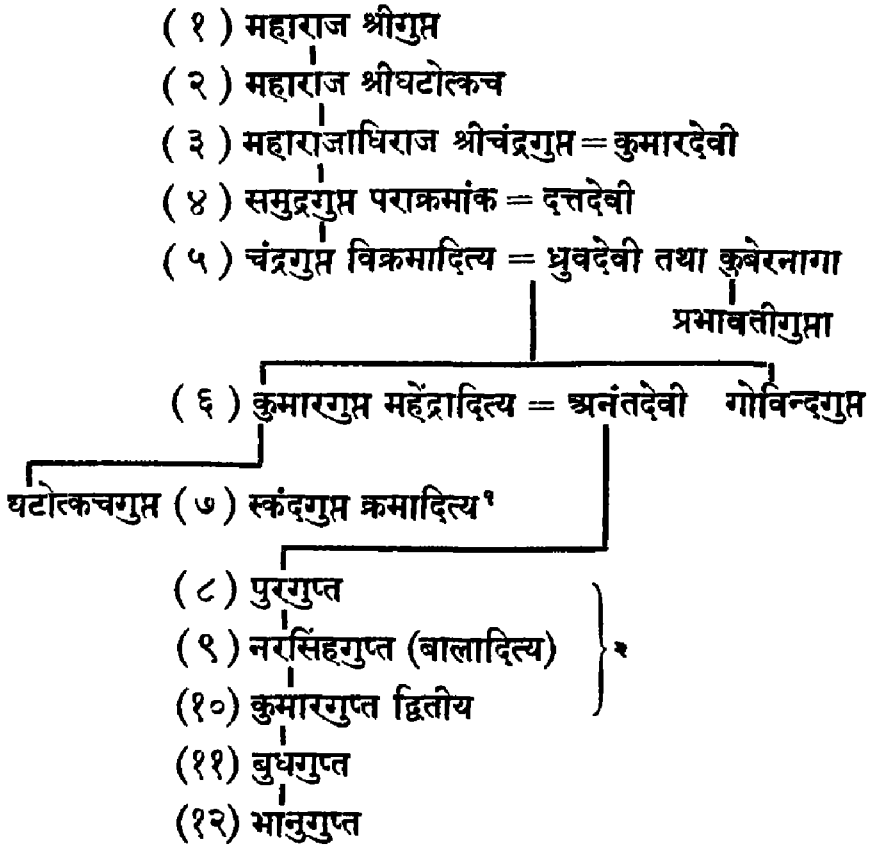 ( १ ) महाराज श्रीगुप्त
( २ ) महाराज श्रीघटोत्कच
( ३ ) महाराजाधिराज श्रीचंद्रगुप्त = कुमारदेवी
( ४ ) समुद्रगुप्त पराक्रमांक = दत्तदेवी
( ५ ) चंद्रगुप्त विक्रमादित्य = ध्रुवदेवी तथा कुबेरनागा
प्रभावतीगुप्ता
( ६ ) कुमारगुप्त महेंद्रादित्य = अनंतदेवी गोविन्दगुप्त
घटोत्कचगुप्त ( ७ ) स्कंदगुप्त क्रमादित्य१
( ८ ) पुरगुप्त
( ९ ) नरसिंहगुप्त (बालादित्य) } २
(१०) कुमारगुप्त द्वितीय
(११) बुधगुप्त
(१२) भानुगुप्त